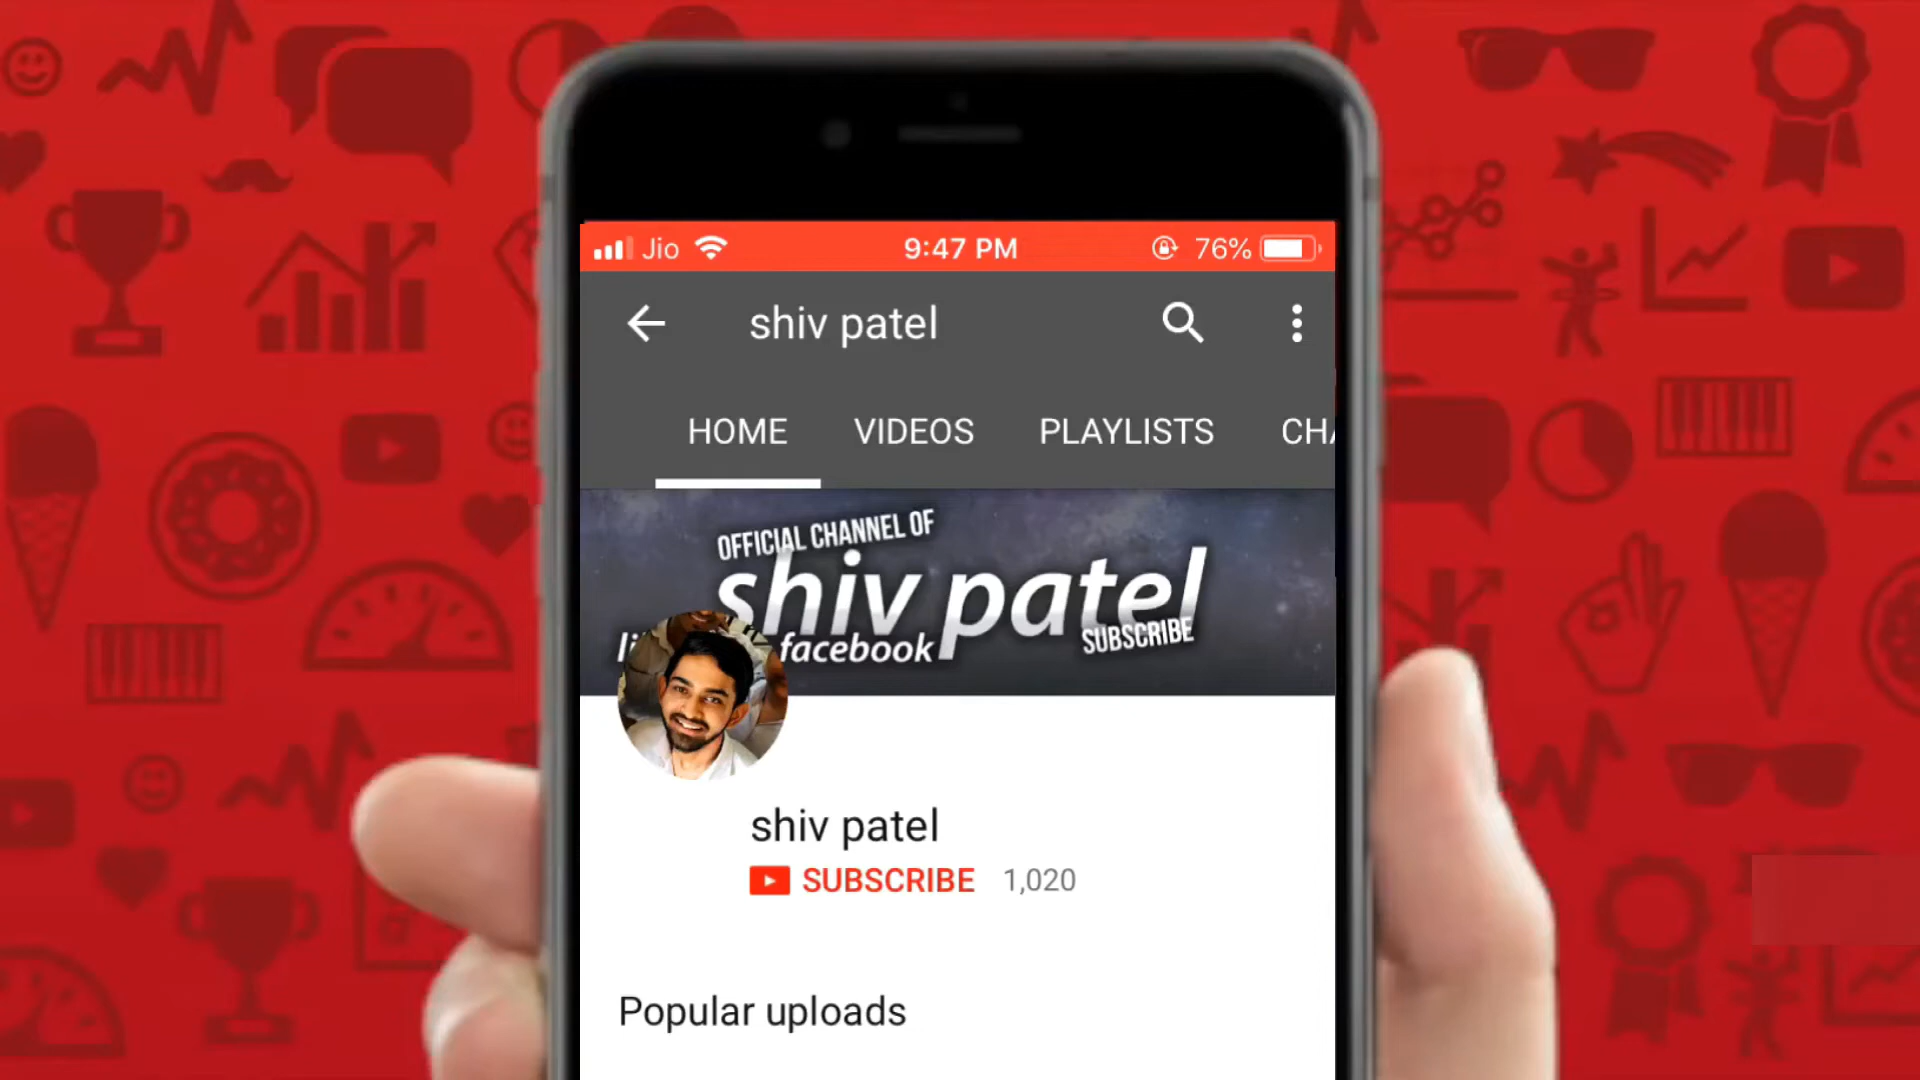 Jio 9:47 PM 76%
shiv patel
HOME VIDEOS PLAYLISTS
OFFICIAL CHANNEL OF
shiv patel
facebook SUBSCRIBE
shiv patel
SUBSCRIBE 1,020
Popular uploads